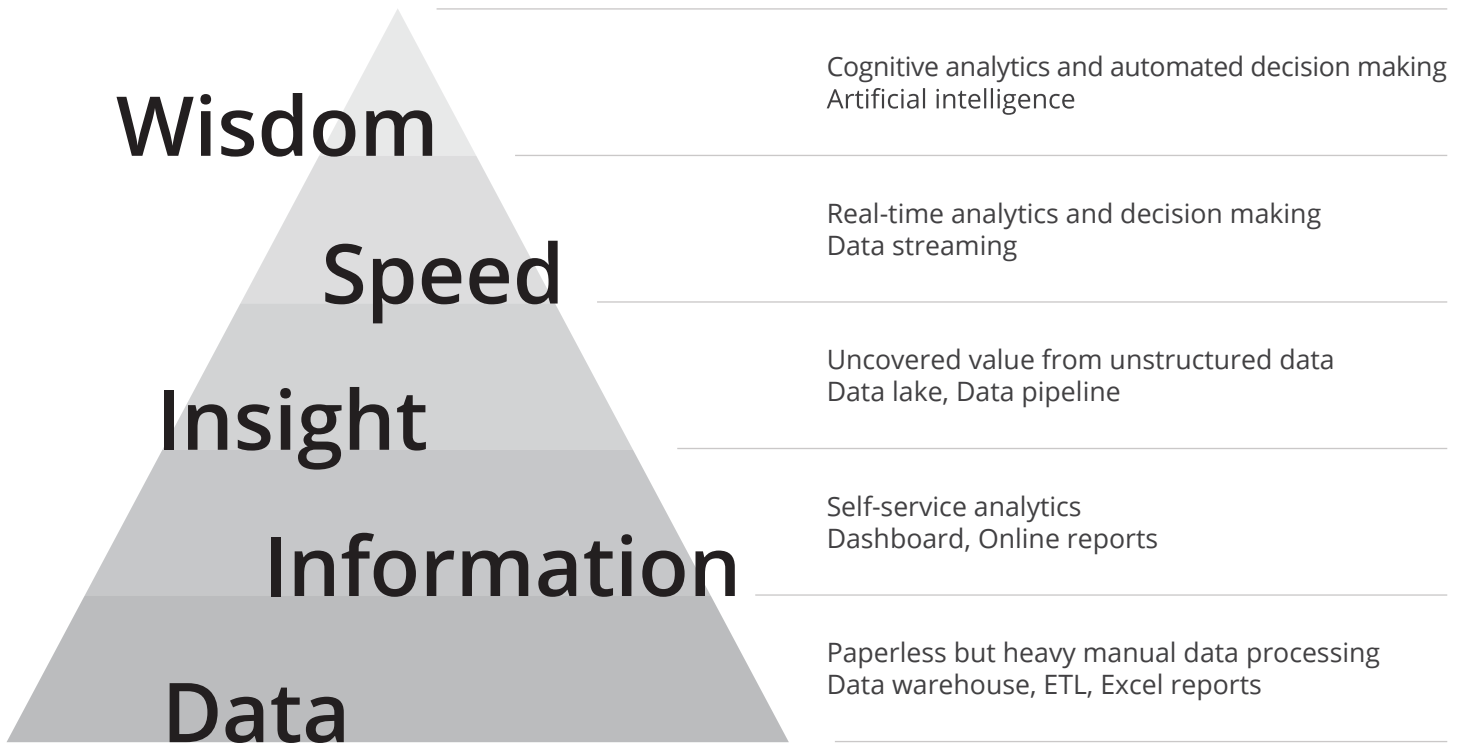 Wisdom
Cognitive analytics and automated decision making
Artificial intelligence
Speed
Real-time analytics and decision making
Data streaming
Insight
Uncovered value from unstructured data
Data lake, Data pipeline
Information
Self-service analytics
Dashboard, Online reports
Data
Paperless but heavy manual data processing
Data warehouse, ETL, Excel reports